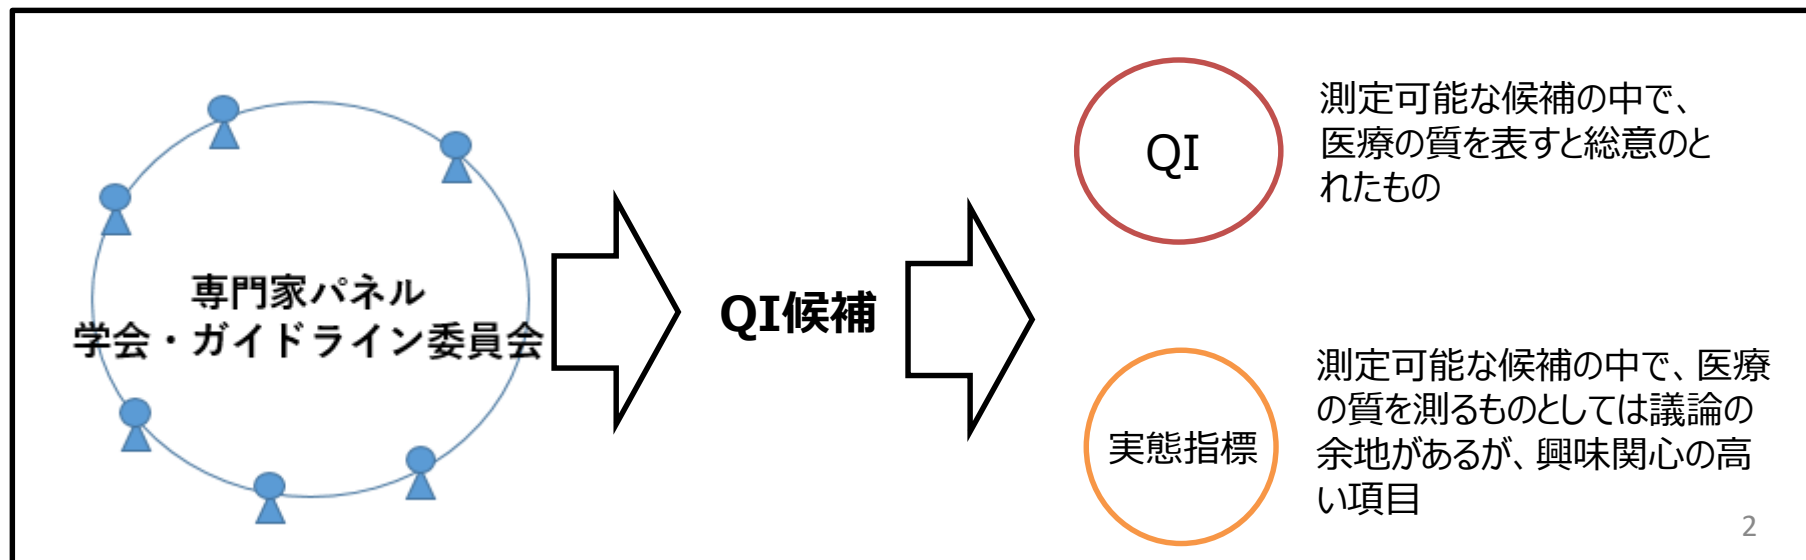 専門家パネル
学会・ガイドライン委員会
QI候補
QI
測定可能な候補の中で、
医療の質を表すと総意のと
れたもの
実態指標
測定可能な候補の中で、医療
の質を測るものとしては議論の
余地があるが、興味関心の高
い項目
2